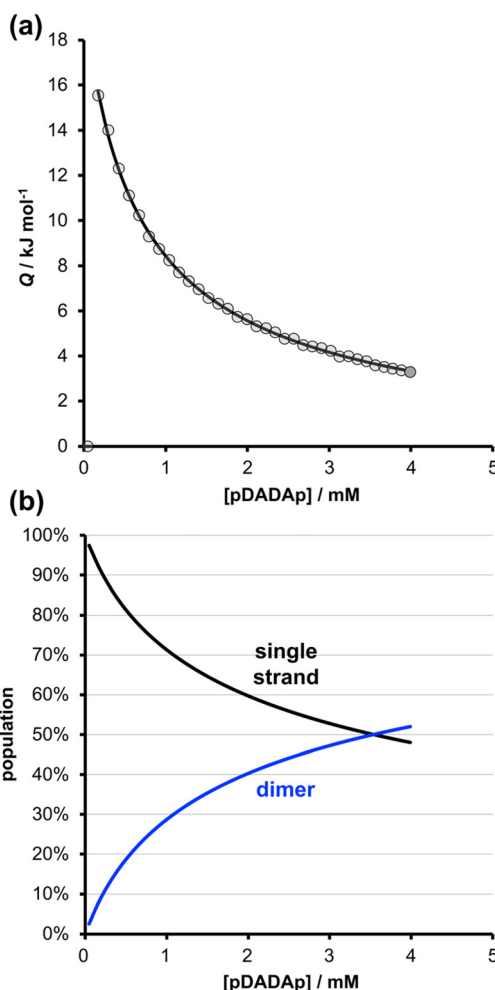 (a)
18
16
14
12
10
8
6
4
2
0
Q / kJ mol⁻¹
0 1 2 3 4 5
[pDADAp] / mM
(b)
100%
90%
80%
70%
60%
50%
40%
30%
20%
10%
0%
population
single
strand
dimer
0 1 2 3 4 5
[pDADAp] / mM